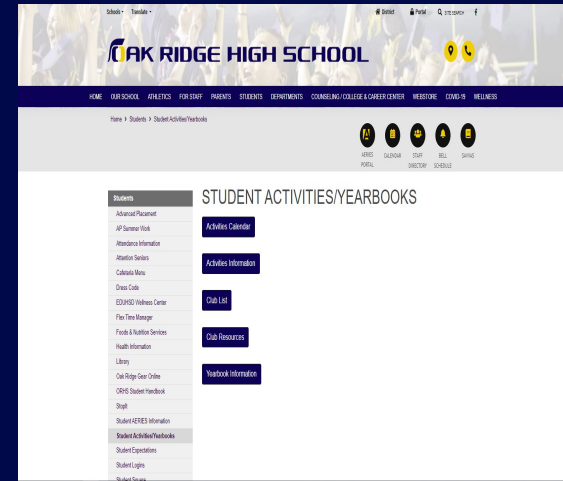 Schools Translate District Portal SITE SEARCH
OAK RIDGE HIGH SCHOOL
HOME OUR SCHOOL ATHLETICS FOR STAFF PARENTS STUDENTS DEPARTMENTS COUNSELING / COLLEGE & CAREER CENTER WEBSTORE COVID-19 WELLNESS
Home > Students > Student Activities/Yearbooks
AERIES PORTAL
CALENDAR
STAFF DIRECTORY
BELL SCHEDULE
Students
Advanced Placement
AP Summer Work
Attendance Information
Attention Seniors
Cafeteria Menu
Dress Code
EDUHSD Wellness Center
Flex Time Manager
Foods & Nutrition Services
Health Information
Library
Oak Ridge Gear Online
ORHS Student Handbook
StopIt
Student AERIES Information
Student Activities/Yearbooks
Student Expectations
Student Logins
Student Square
STUDENT ACTIVITIES/YEARBOOKS
Activities Calendar
Activities Information
Club List
Club Resources
Yearbook Information